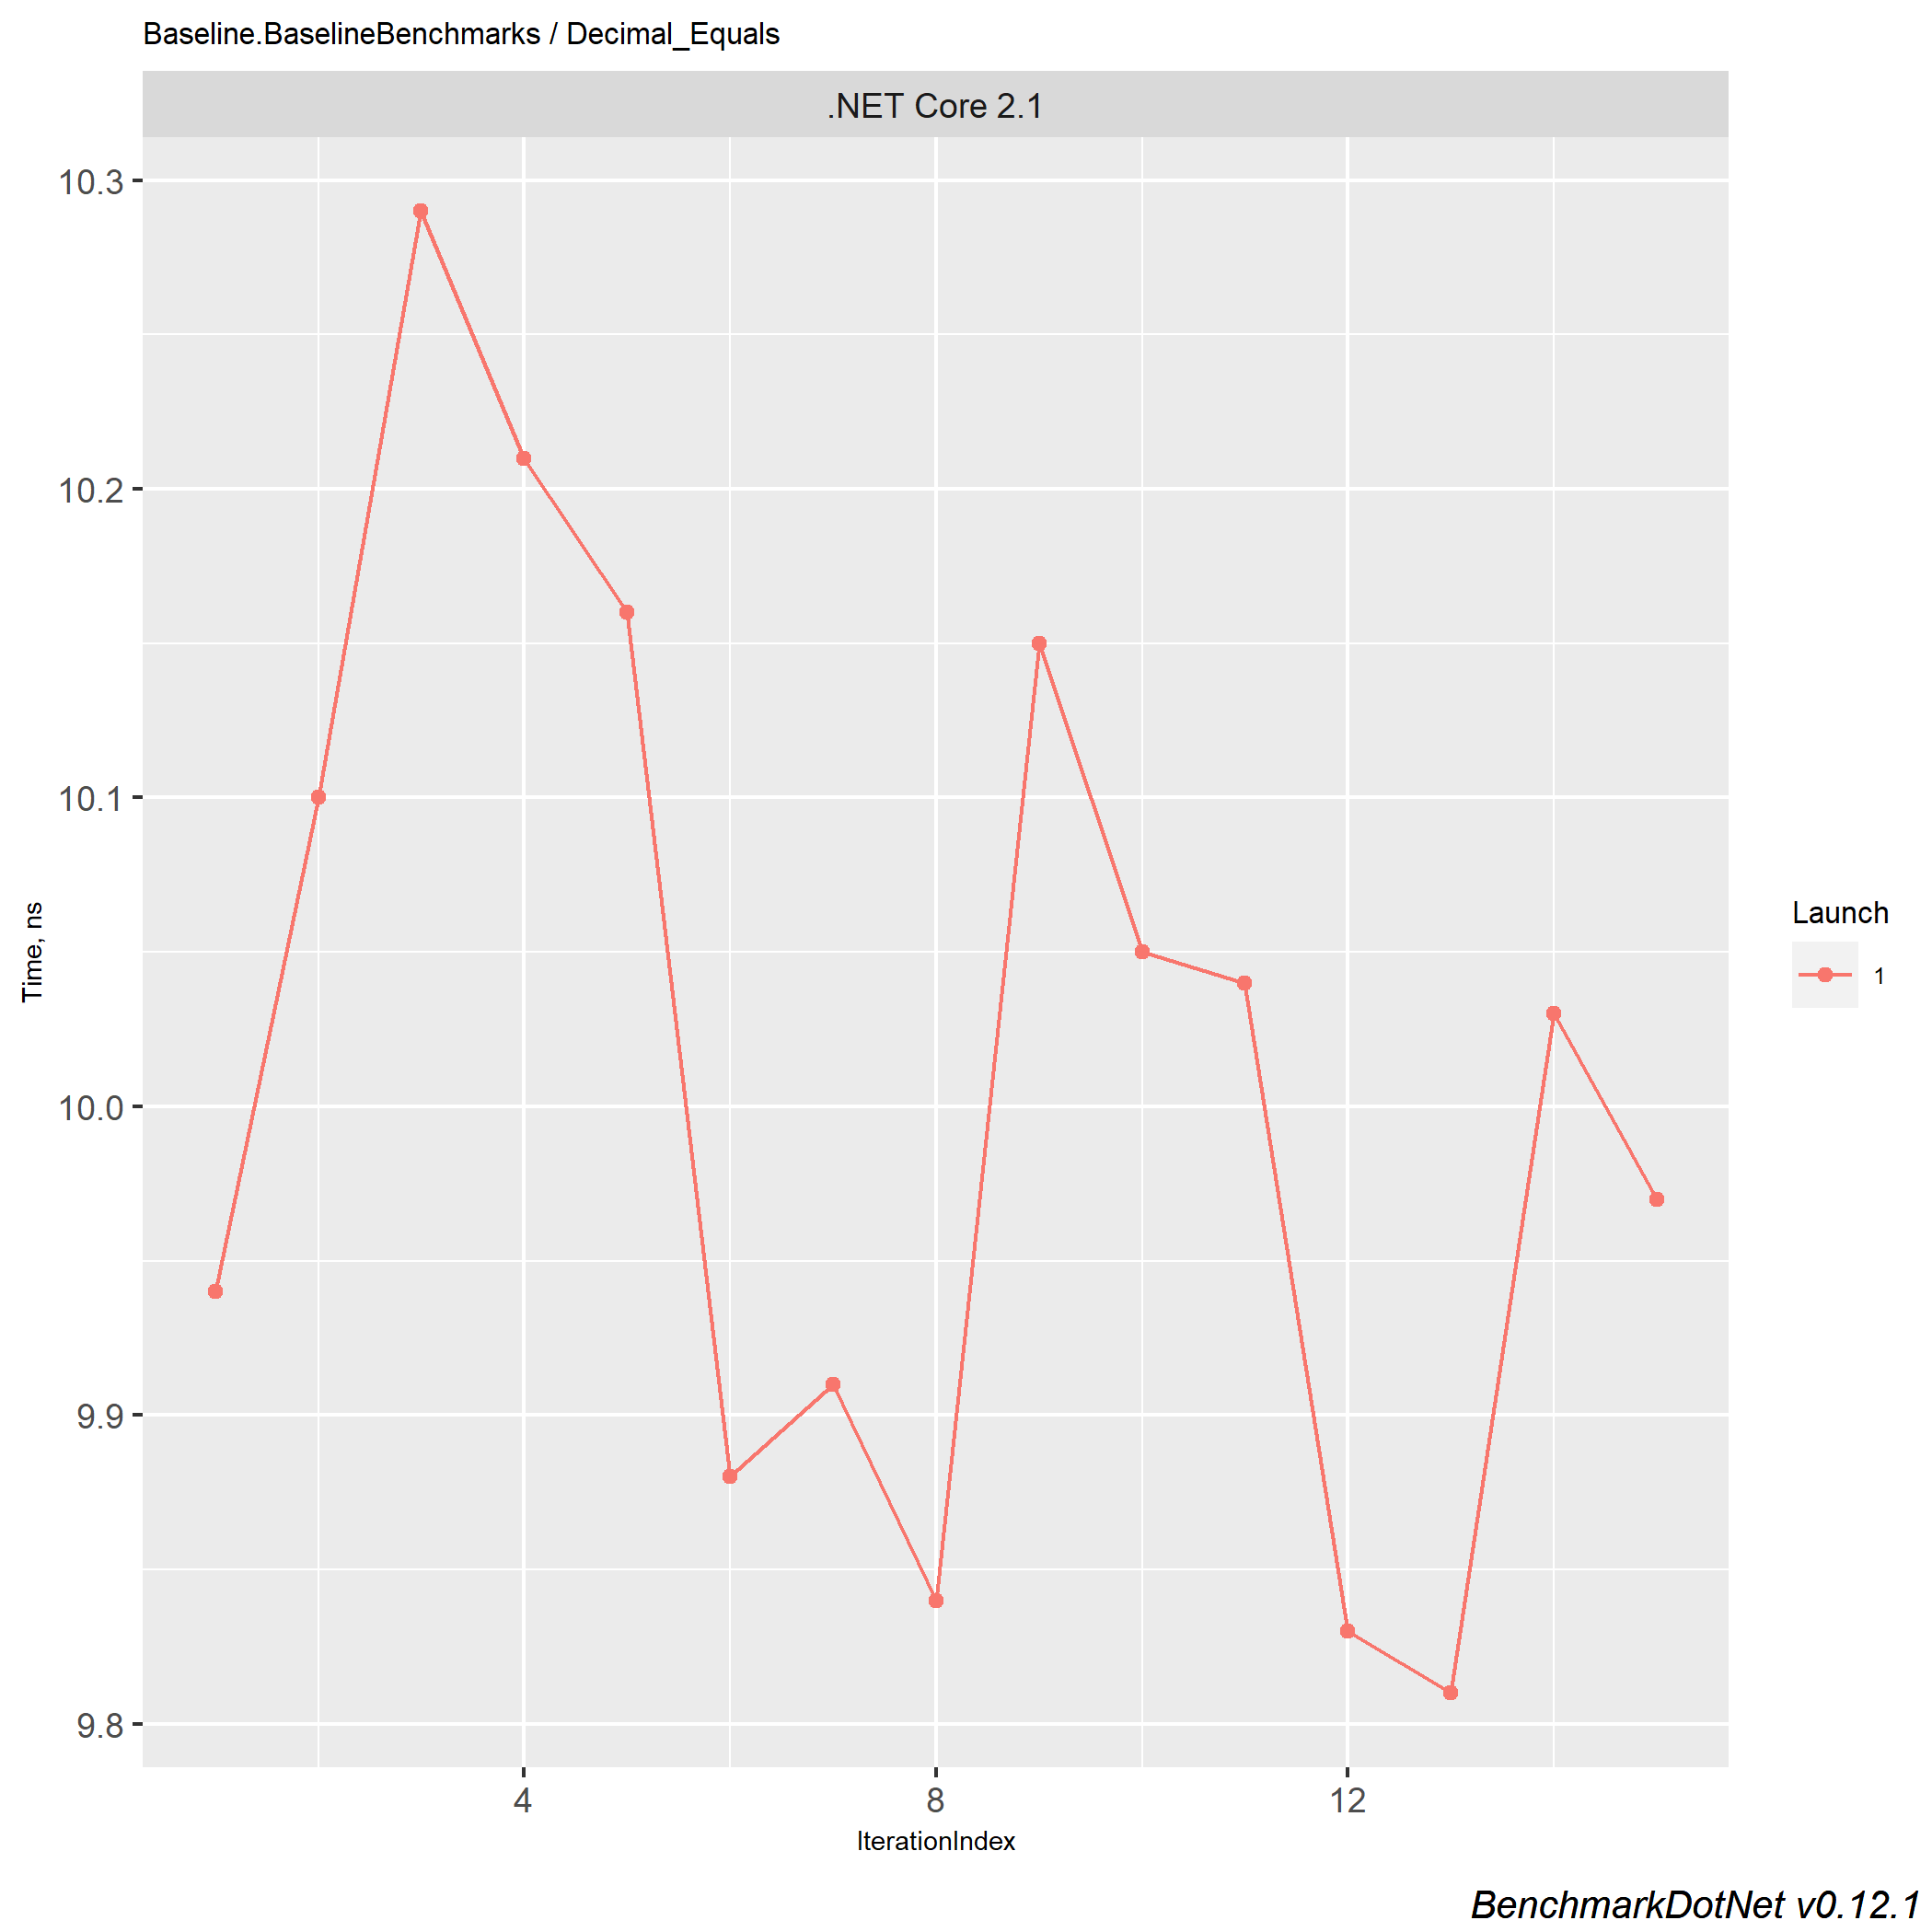 Baseline.BaselineBenchmarks / Decimal_Equals
.NET Core 2.1
10.3
10.2
10.1
10.0
9.9
9.8
Time, ns
4 8 12
IterationIndex
Launch
1
BenchmarkDotNet v0.12.1